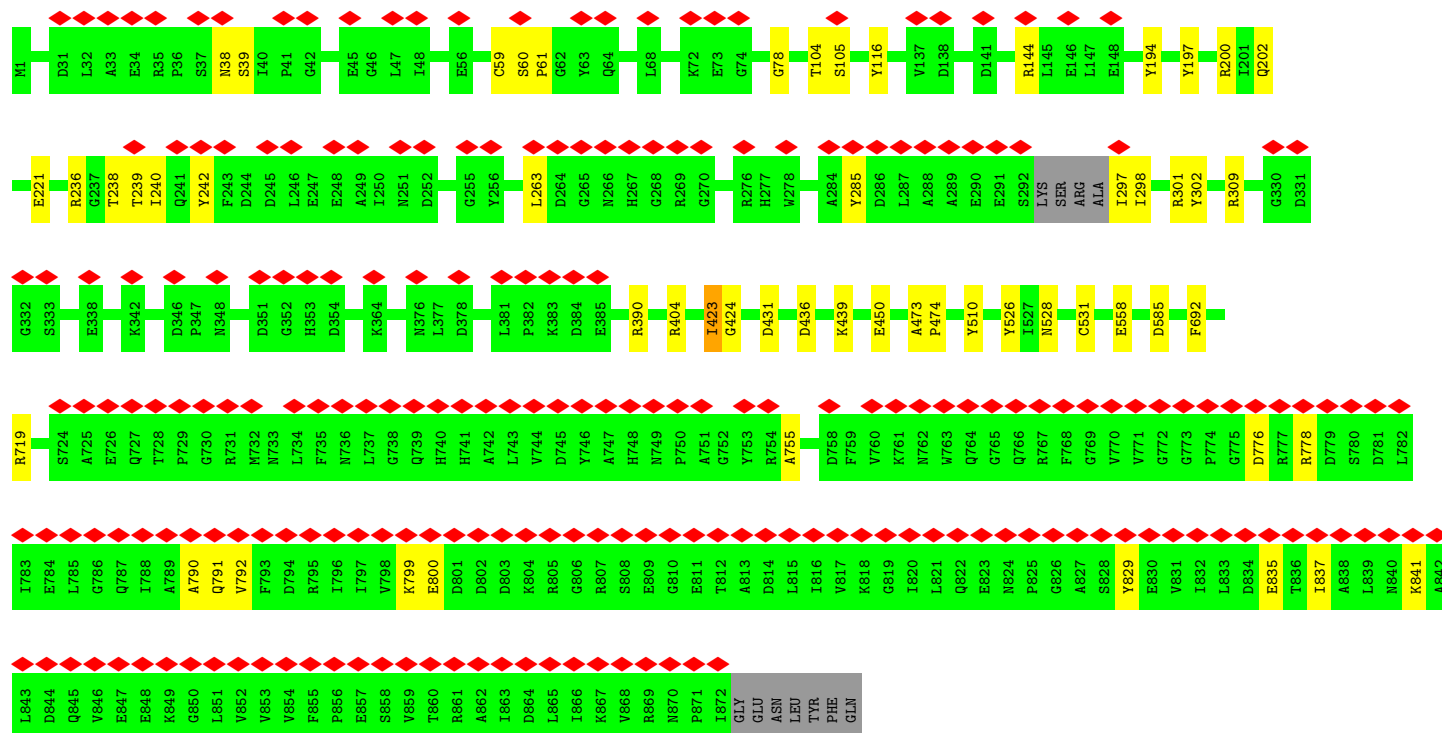 M1 D31 L32 A33 E34 R35 P36 S37 N38 S39 I40 P41 G42 E45 G46 L47 I48 E56 C59 S60 P61 G62 Y63 Q64 L68 K72 E73 G74 G78 T104 S105 Y116 V137 D138 D141 R144 L145 E146 L147 E148 Y194 Y197 R200 I201 Q202
E221 R236 G237 T238 T239 I240 Q241 Y242 F243 D244 D245 L246 E247 E248 A249 I250 N251 D252 G255 Y256 L263 D264 G265 N266 H267 G268 R269 G270 R276 H277 W278 A284 Y285 D286 L287 A288 A289 E290 E291 S292 LYS SER ARG ALA I297 I298 R301 Y302 R309 G330 D331
G332 S333 E338 K342 D346 P347 N348 D351 G352 H353 D354 K364 N376 L377 D378 L381 P382 K383 D384 E385 R390 R404 I423 G424 D431 D436 K439 E450 A473 P474 Y510 Y526 I527 N528 C531 E558 D585 F692
R719 S724 A725 E726 Q727 T728 P729 G730 R731 M732 N733 L734 F735 N736 L737 G738 Q739 H740 H741 A742 L743 V744 D745 Y746 A747 H748 N749 P750 A751 G752 Y753 R754 A755 D758 F759 V760 K761 N762 W763 Q764 G765 Q766 R767 F768 G769 V770 V771 G772 G773 P774 G775 D776 R777 R778 D779 S780 D781 L782
I783 E784 L785 G786 Q787 I788 A789 A790 Q791 V792 F793 D794 R795 I796 I797 V798 K799 E800 D801 D802 D803 K804 R805 G806 R807 S808 E809 G810 E811 T812 A813 D814 L815 I816 V817 K818 G819 I820 L821 Q822 E823 N824 P825 G826 A827 S828 Y829 E830 V831 I832 L833 D834 E835 T836 I837 A838 L839 N840 K841 A842
L843 D844 Q845 V846 E847 E848 K849 G850 L851 V852 V853 V854 F855 P856 E857 S858 V859 T860 R861 A862 I863 D864 L865 I866 K867 V868 R869 N870 P871 I872 GLY GLU ASN LEU TYR PHE GLN